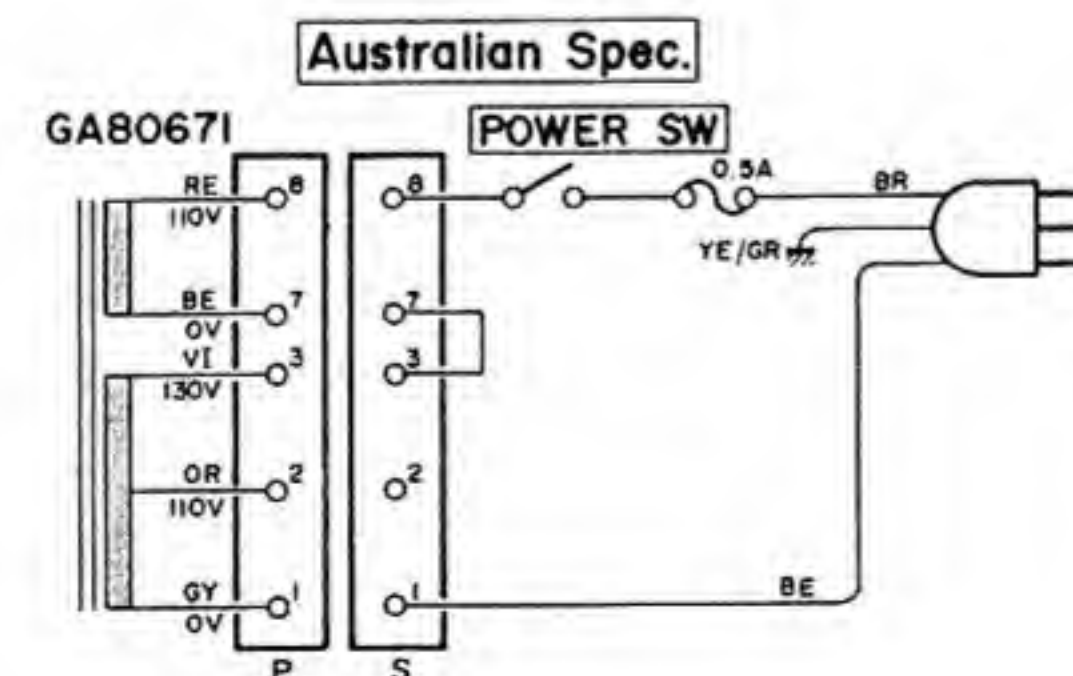 Australian Spec.
GA80671
POWER SW
RE 8 8 0.5A BR
110V
YE/GR
BE 7 7
0V
VI 3 3
130V
OR 2 2
110V
GY 1 1 BE
0V
P S